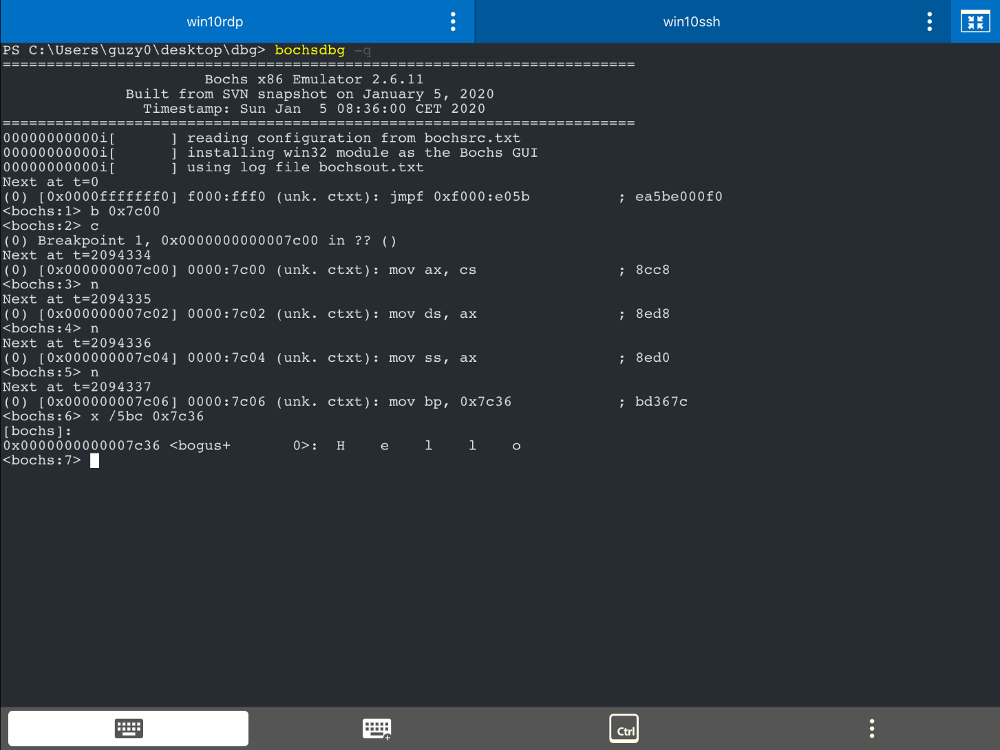 win10rdp win10ssh
PS C:\Users\guzy0\desktop\dbg> bochsdbg -q
========================================================================
                       Bochs x86 Emulator 2.6.11
              Built from SVN snapshot on January 5, 2020
                Timestamp: Sun Jan  5 08:36:00 CET 2020
========================================================================
00000000000i[      ] reading configuration from bochsrc.txt
00000000000i[      ] installing win32 module as the Bochs GUI
00000000000i[      ] using log file bochsout.txt
Next at t=0
(0) [0x0000fffffff0] f000:fff0 (unk. ctxt): jmpf 0xf000:e05b          ; ea5be000f0
<bochs:1> b 0x7c00
<bochs:2> c
(0) Breakpoint 1, 0x0000000000007c00 in ?? ()
Next at t=2094334
(0) [0x000000007c00] 0000:7c00 (unk. ctxt): mov ax, cs                ; 8cc8
<bochs:3> n
Next at t=2094335
(0) [0x000000007c02] 0000:7c02 (unk. ctxt): mov ds, ax                ; 8ed8
<bochs:4> n
Next at t=2094336
(0) [0x000000007c04] 0000:7c04 (unk. ctxt): mov ss, ax                ; 8ed0
<bochs:5> n
Next at t=2094337
(0) [0x000000007c06] 0000:7c06 (unk. ctxt): mov bp, 0x7c36            ; bd367c
<bochs:6> x /5bc 0x7c36
[bochs]:
0x0000000000007c36 <bogus+       0>:  H    e    l    l    o
<bochs:7>
Ctrl